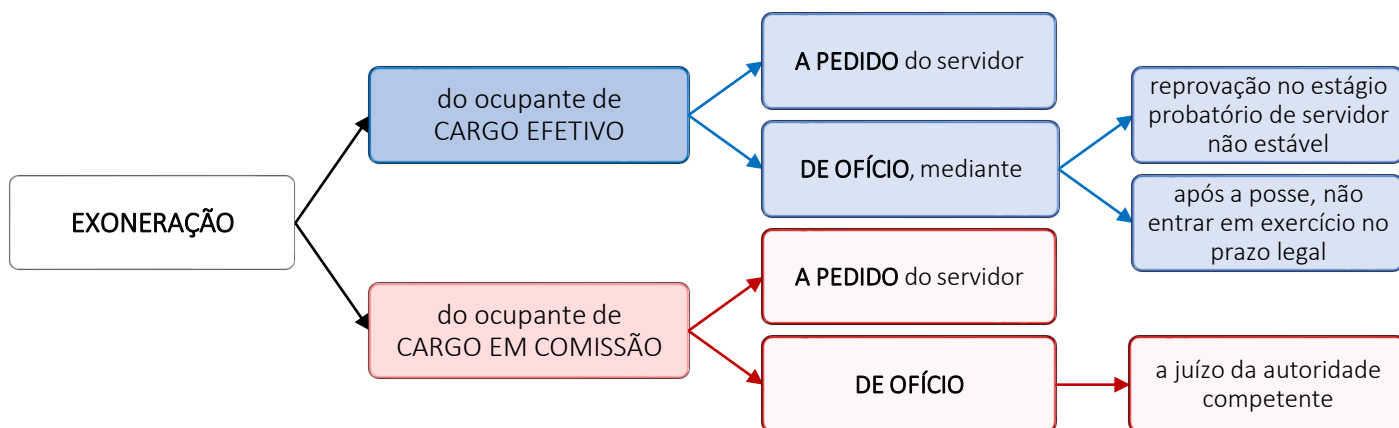 EXONERAÇÃO
do ocupante de
CARGO EFETIVO
A PEDIDO do servidor
DE OFÍCIO, mediante
reprovação no estágio
probatório de servidor
não estável
após a posse, não
entrar em exercício no
prazo legal
do ocupante de
CARGO EM COMISSÃO
A PEDIDO do servidor
DE OFÍCIO
a juízo da autoridade
competente